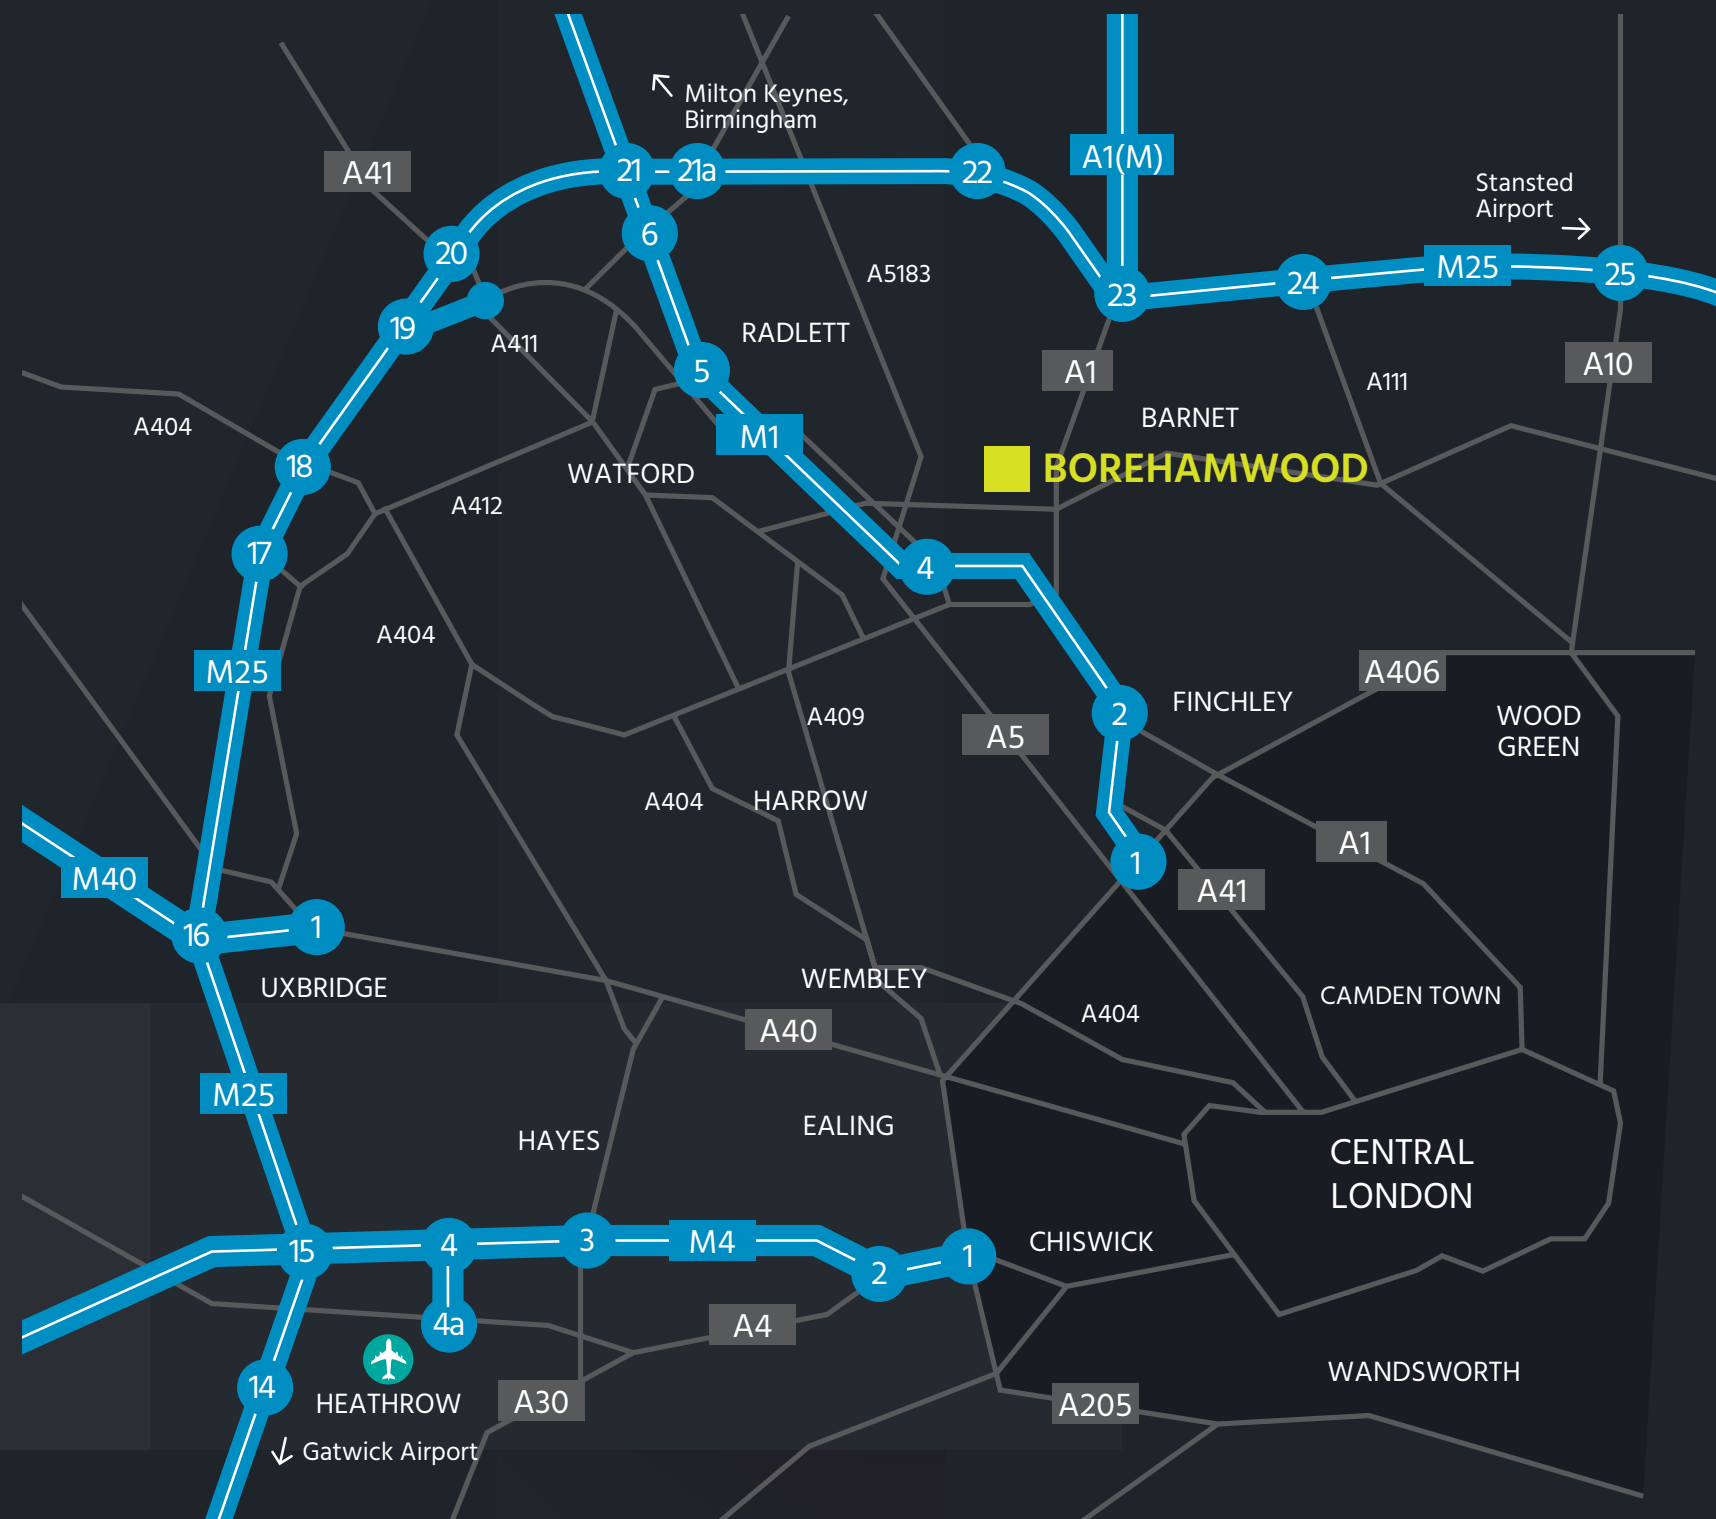 Milton Keynes,
Birmingham
A1(M)
A41
21
21a
22
Stansted
Airport
6
20
A5183
M25
25
24
23
19
A411
RADLETT
5
A1
A10
A111
A404
BARNET
M1
18
WATFORD
BOREHAMWOOD
A412
17
4
A404
M25
A406
FINCHLEY
2
A409
A5
WOOD
GREEN
A404
HARROW
A1
1
M40
A41
16
1
UXBRIDGE
WEMBLEY
CAMDEN TOWN
A404
A40
M25
HAYES
EALING
CENTRAL
LONDON
15
4
3
M4
2
1
CHISWICK
4a
A4
14
HEATHROW
A30
A205
WANDSWORTH
Gatwick Airport